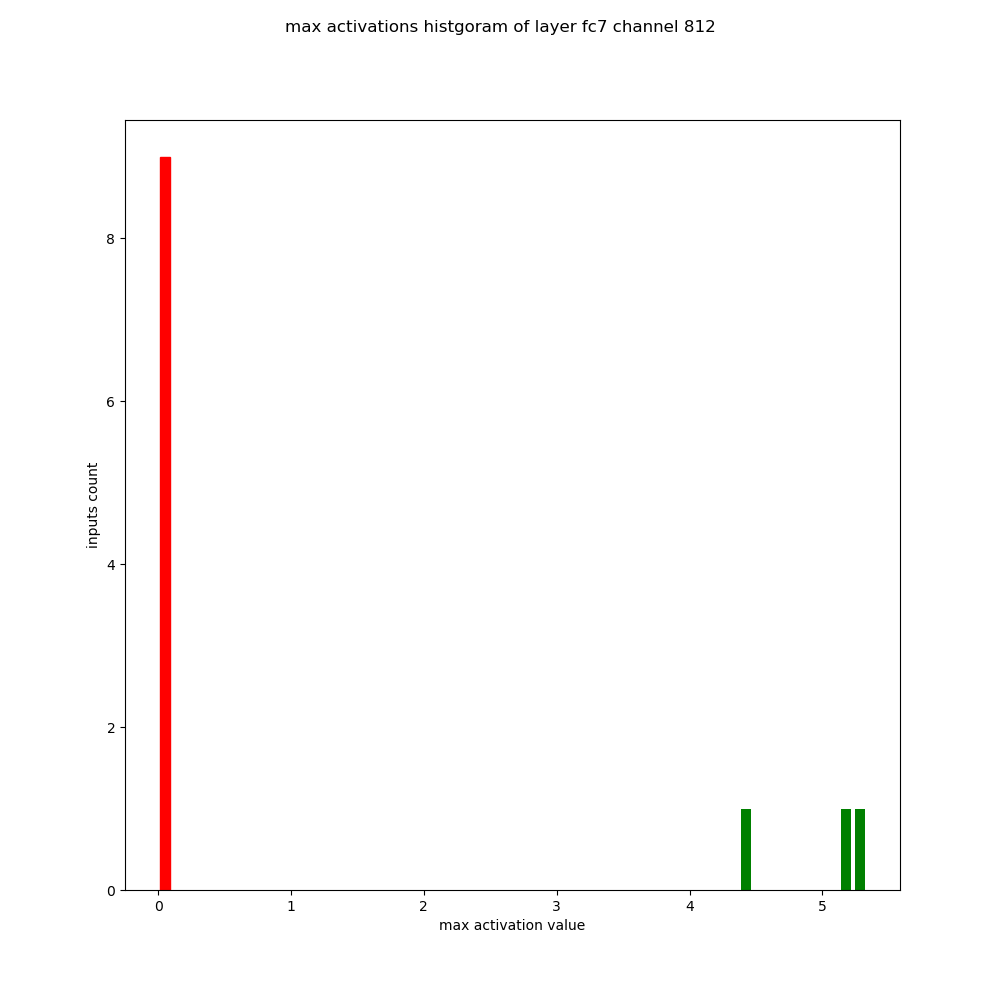 max activations histgoram of layer fc7 channel 812
8
6
4
2
0
inputs count
0 1 2 3 4 5
max activation value